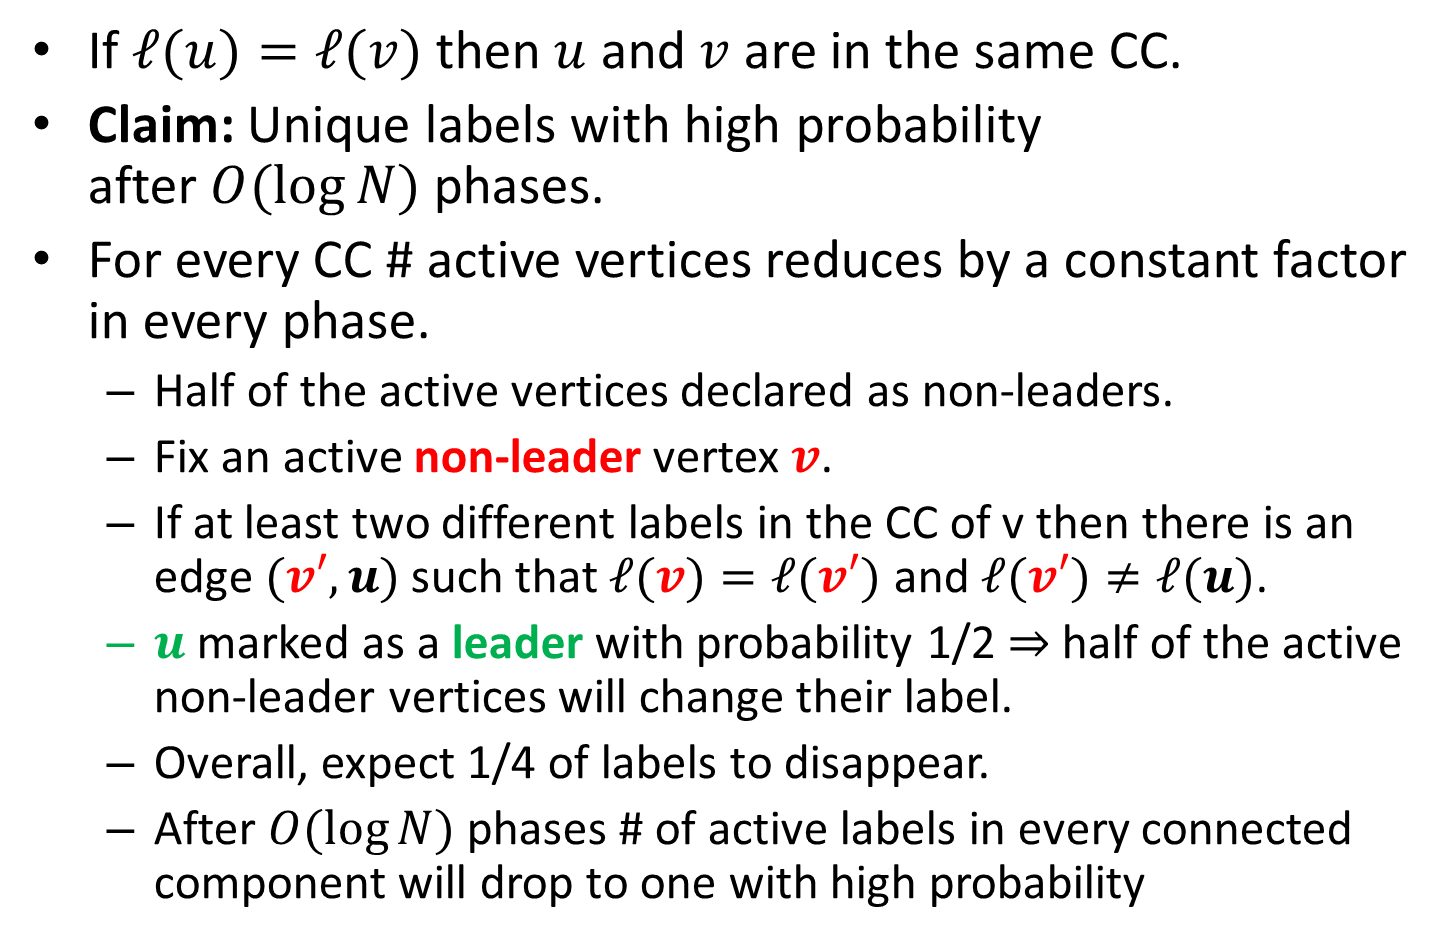 • If ℓ(u) = ℓ(v) then u and v are in the same CC.
• Claim: Unique labels with high probability
after O(log N) phases.
• For every CC # active vertices reduces by a constant factor
in every phase.
– Half of the active vertices declared as non-leaders.
– Fix an active non-leader vertex v.
– If at least two different labels in the CC of v then there is an
edge (v′, u) such that ℓ(v) = ℓ(v′) and ℓ(v′) ≠ ℓ(u).
– u marked as a leader with probability 1/2 ⇒ half of the active
non-leader vertices will change their label.
– Overall, expect 1/4 of labels to disappear.
– After O(log N) phases # of active labels in every connected
component will drop to one with high probability